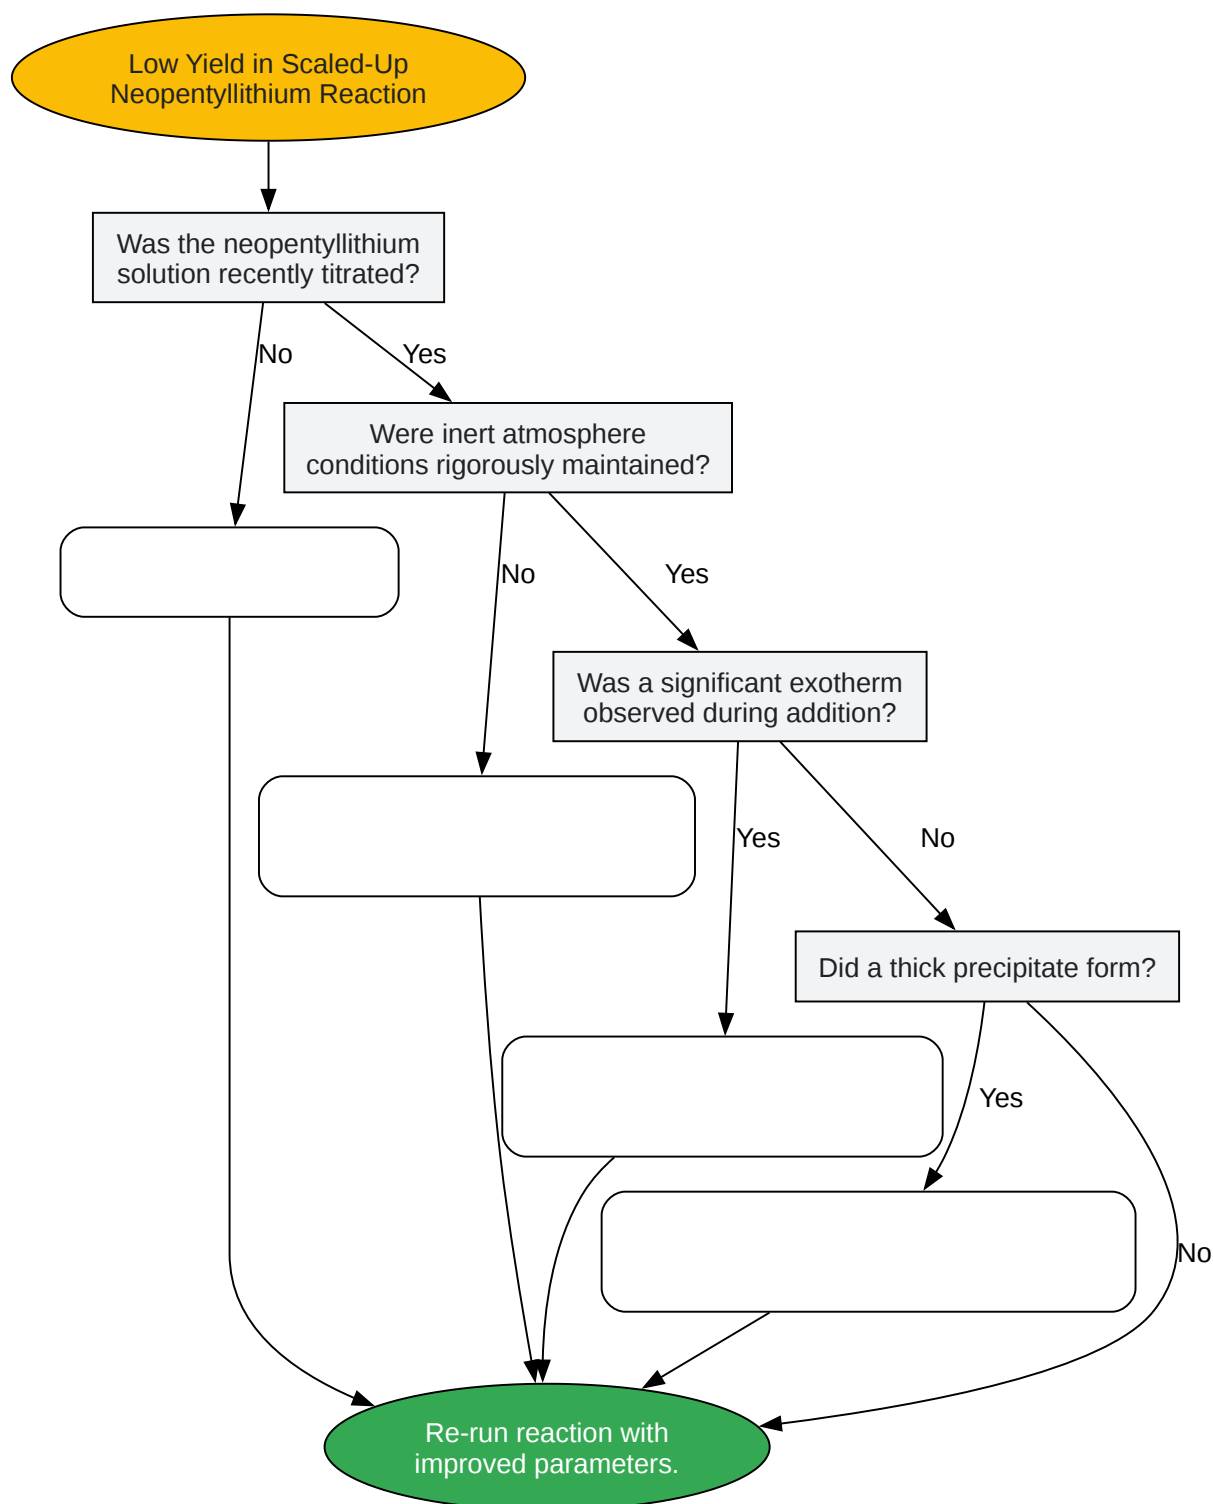 Low Yield in Scaled-Up
Neopentyllithium Reaction
Was the neopentyllithium
solution recently titrated?
No
Yes
Were inert atmosphere
conditions rigorously maintained?
No
Yes
Was a significant exotherm
observed during addition?
Yes
No
Did a thick precipitate form?
Yes
No
Re-run reaction with
improved parameters.